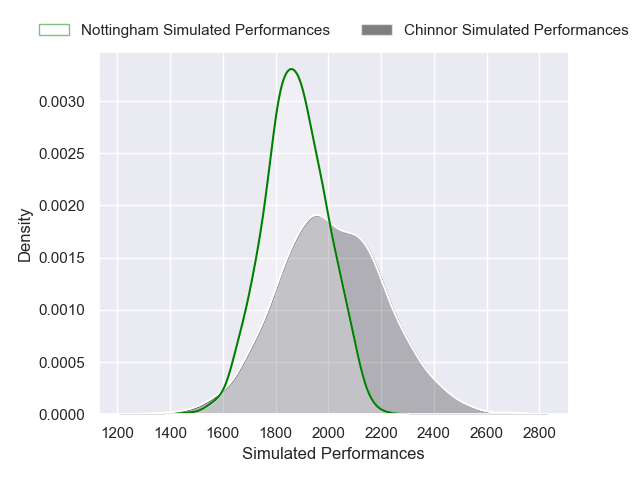 Nottingham Simulated Performances Chinnor Simulated Performances
0.0030
0.0025
0.0020
0.0015
0.0010
0.0005
0.0000
Density
1200 1400 1600 1800 2000 2200 2400 2600 2800
Simulated Performances